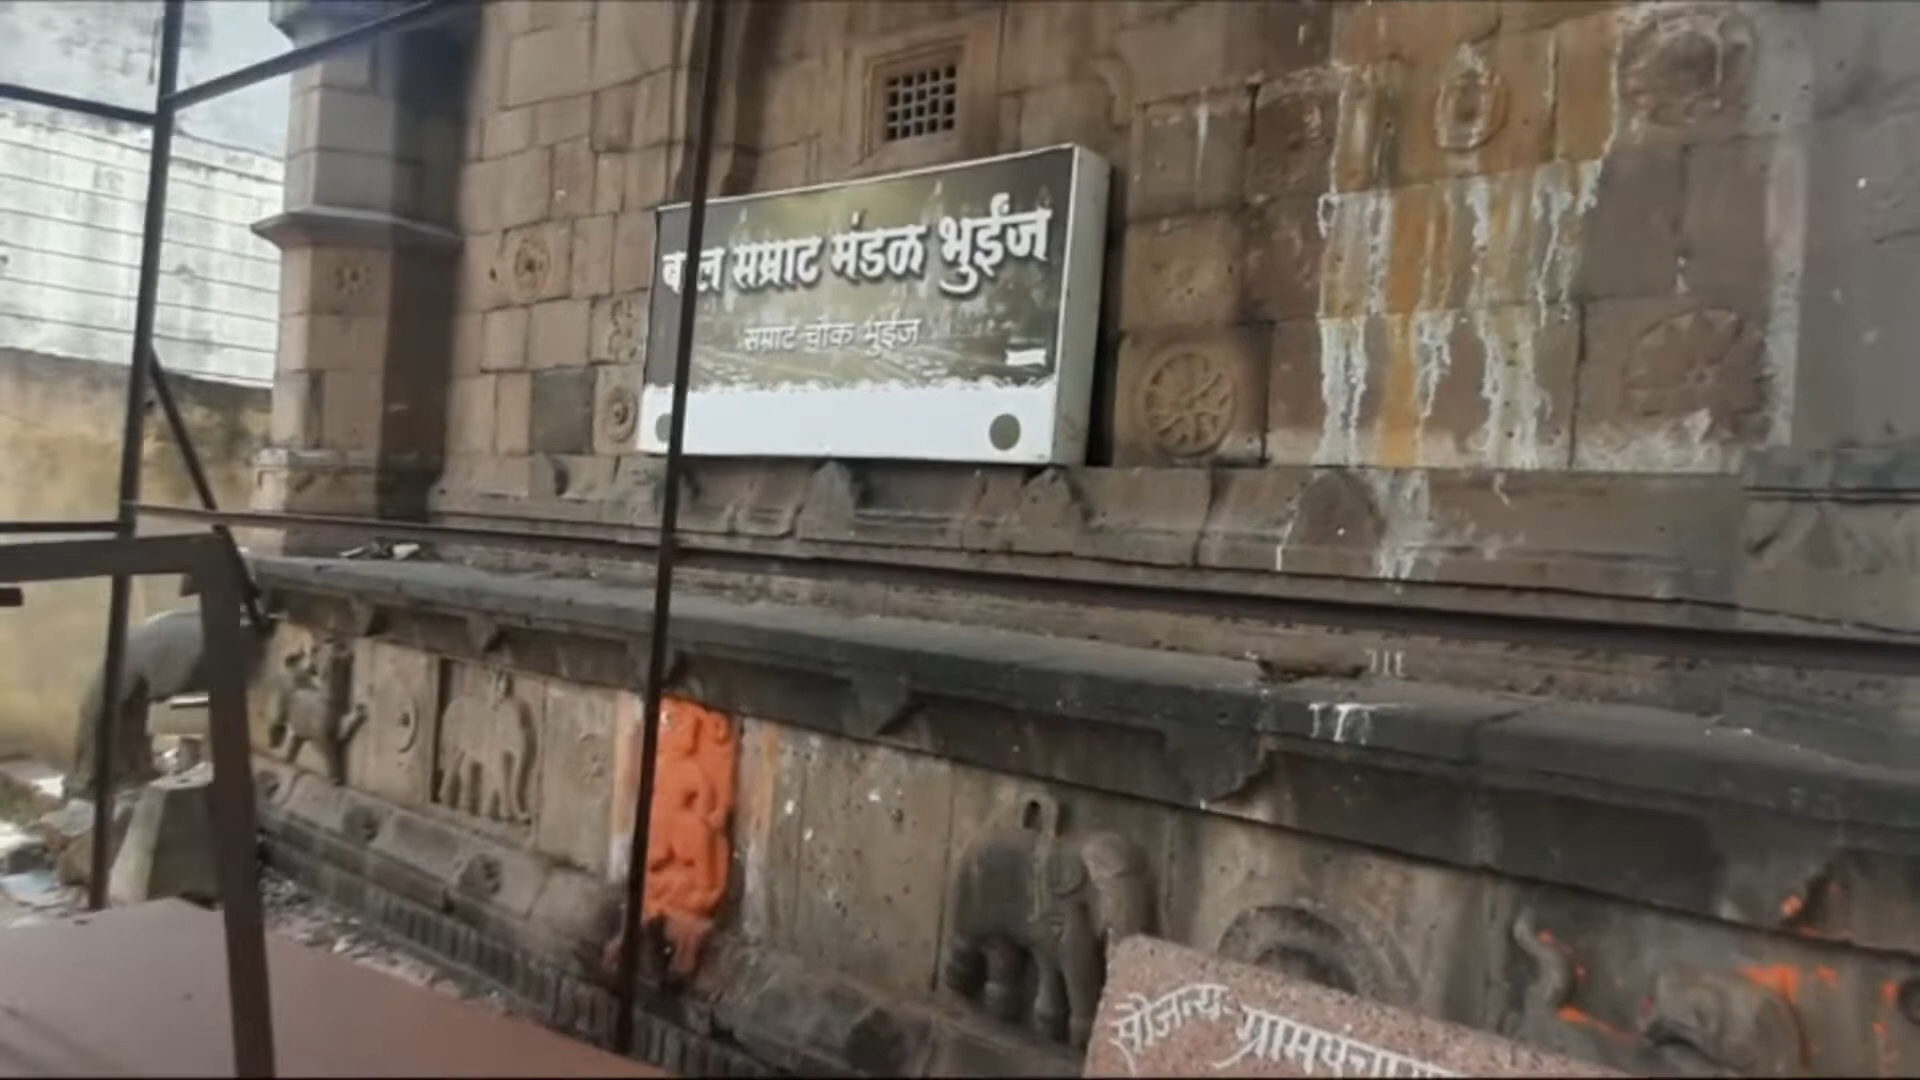 बाल सम्राट मंडळ भुईंज
सम्राट चौक भुईंज
सौजन्य- ग्रामपंचायत